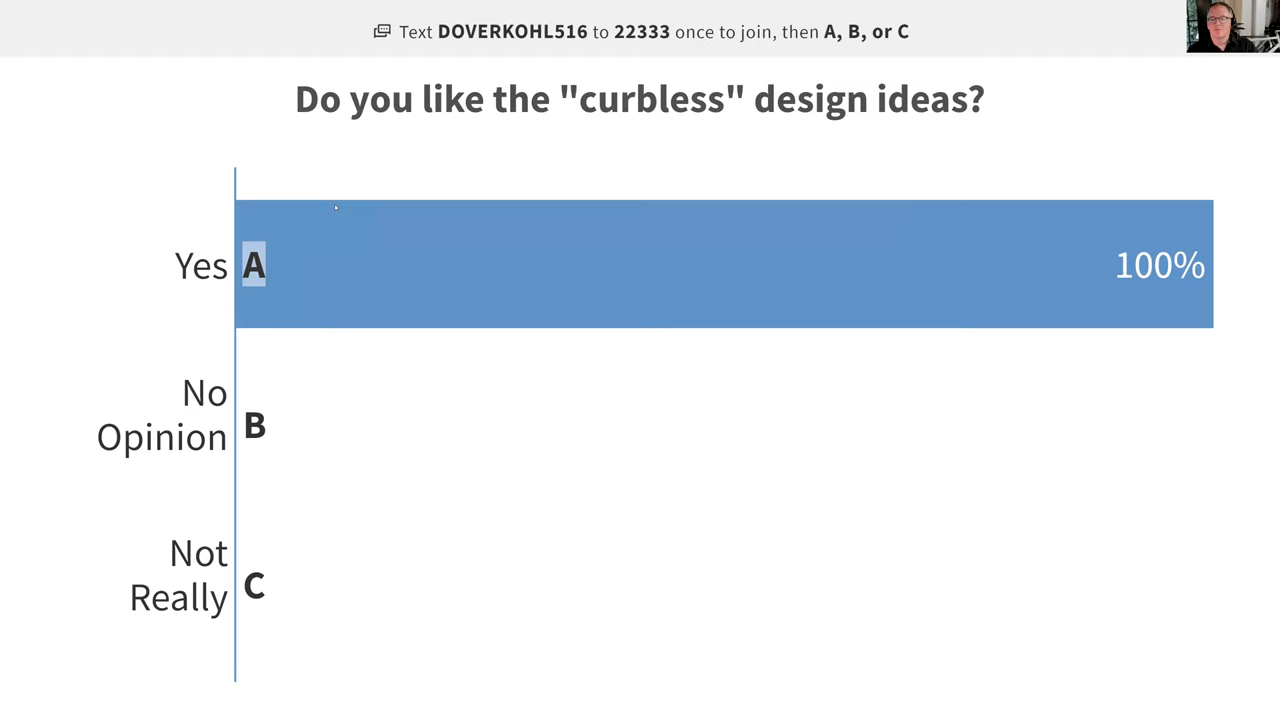 Text DOVERKOHL516 to 22333 once to join, then A, B, or C
Do you like the "curbless" design ideas?
Yes A 100%
No
Opinion
B
Not
Really
C